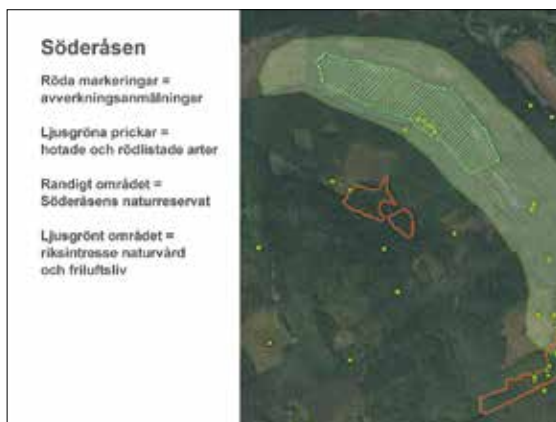 Söderåsen
Röda markeringar =
avverkningsanmälningar
Ljusgröna prickar =
hotade och rödlistade arter
Randigt området =
Söderåsens naturreservat
Ljusgrönt området =
riksintresse naturvård
och friluftsliv